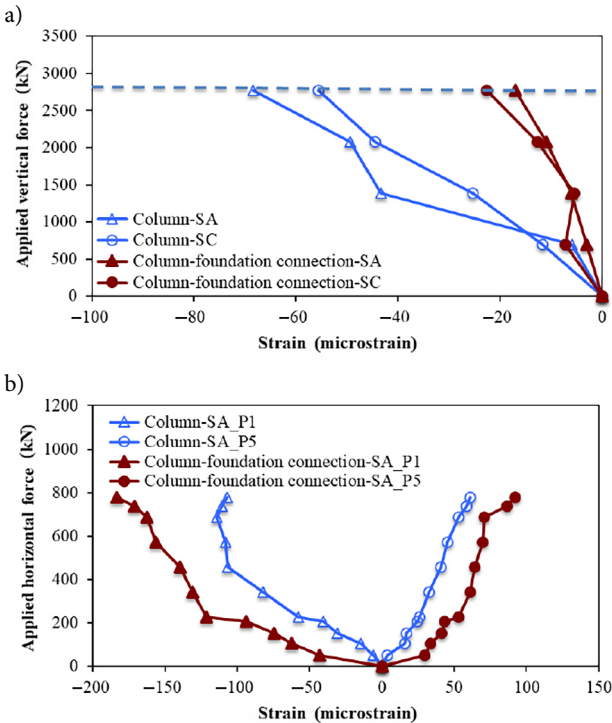 a)
3500
3000
2500
2000
1500
1000
500
0
Applied vertical force (kN)
Column-SA
Column-SC
Column-foundation connection-SA
Column-foundation connection-SC
−100
−80
−60
−40
−20
0
Strain (microstrain)
b)
1200
1000
800
600
400
200
0
Applied horizontal force (kN)
Column-SA_P1
Column-SA_P5
Column-foundation connection-SA_P1
Column-foundation connection-SA_P5
−200
−150
−100
−50
0
50
100
150
Strain (microstrain)